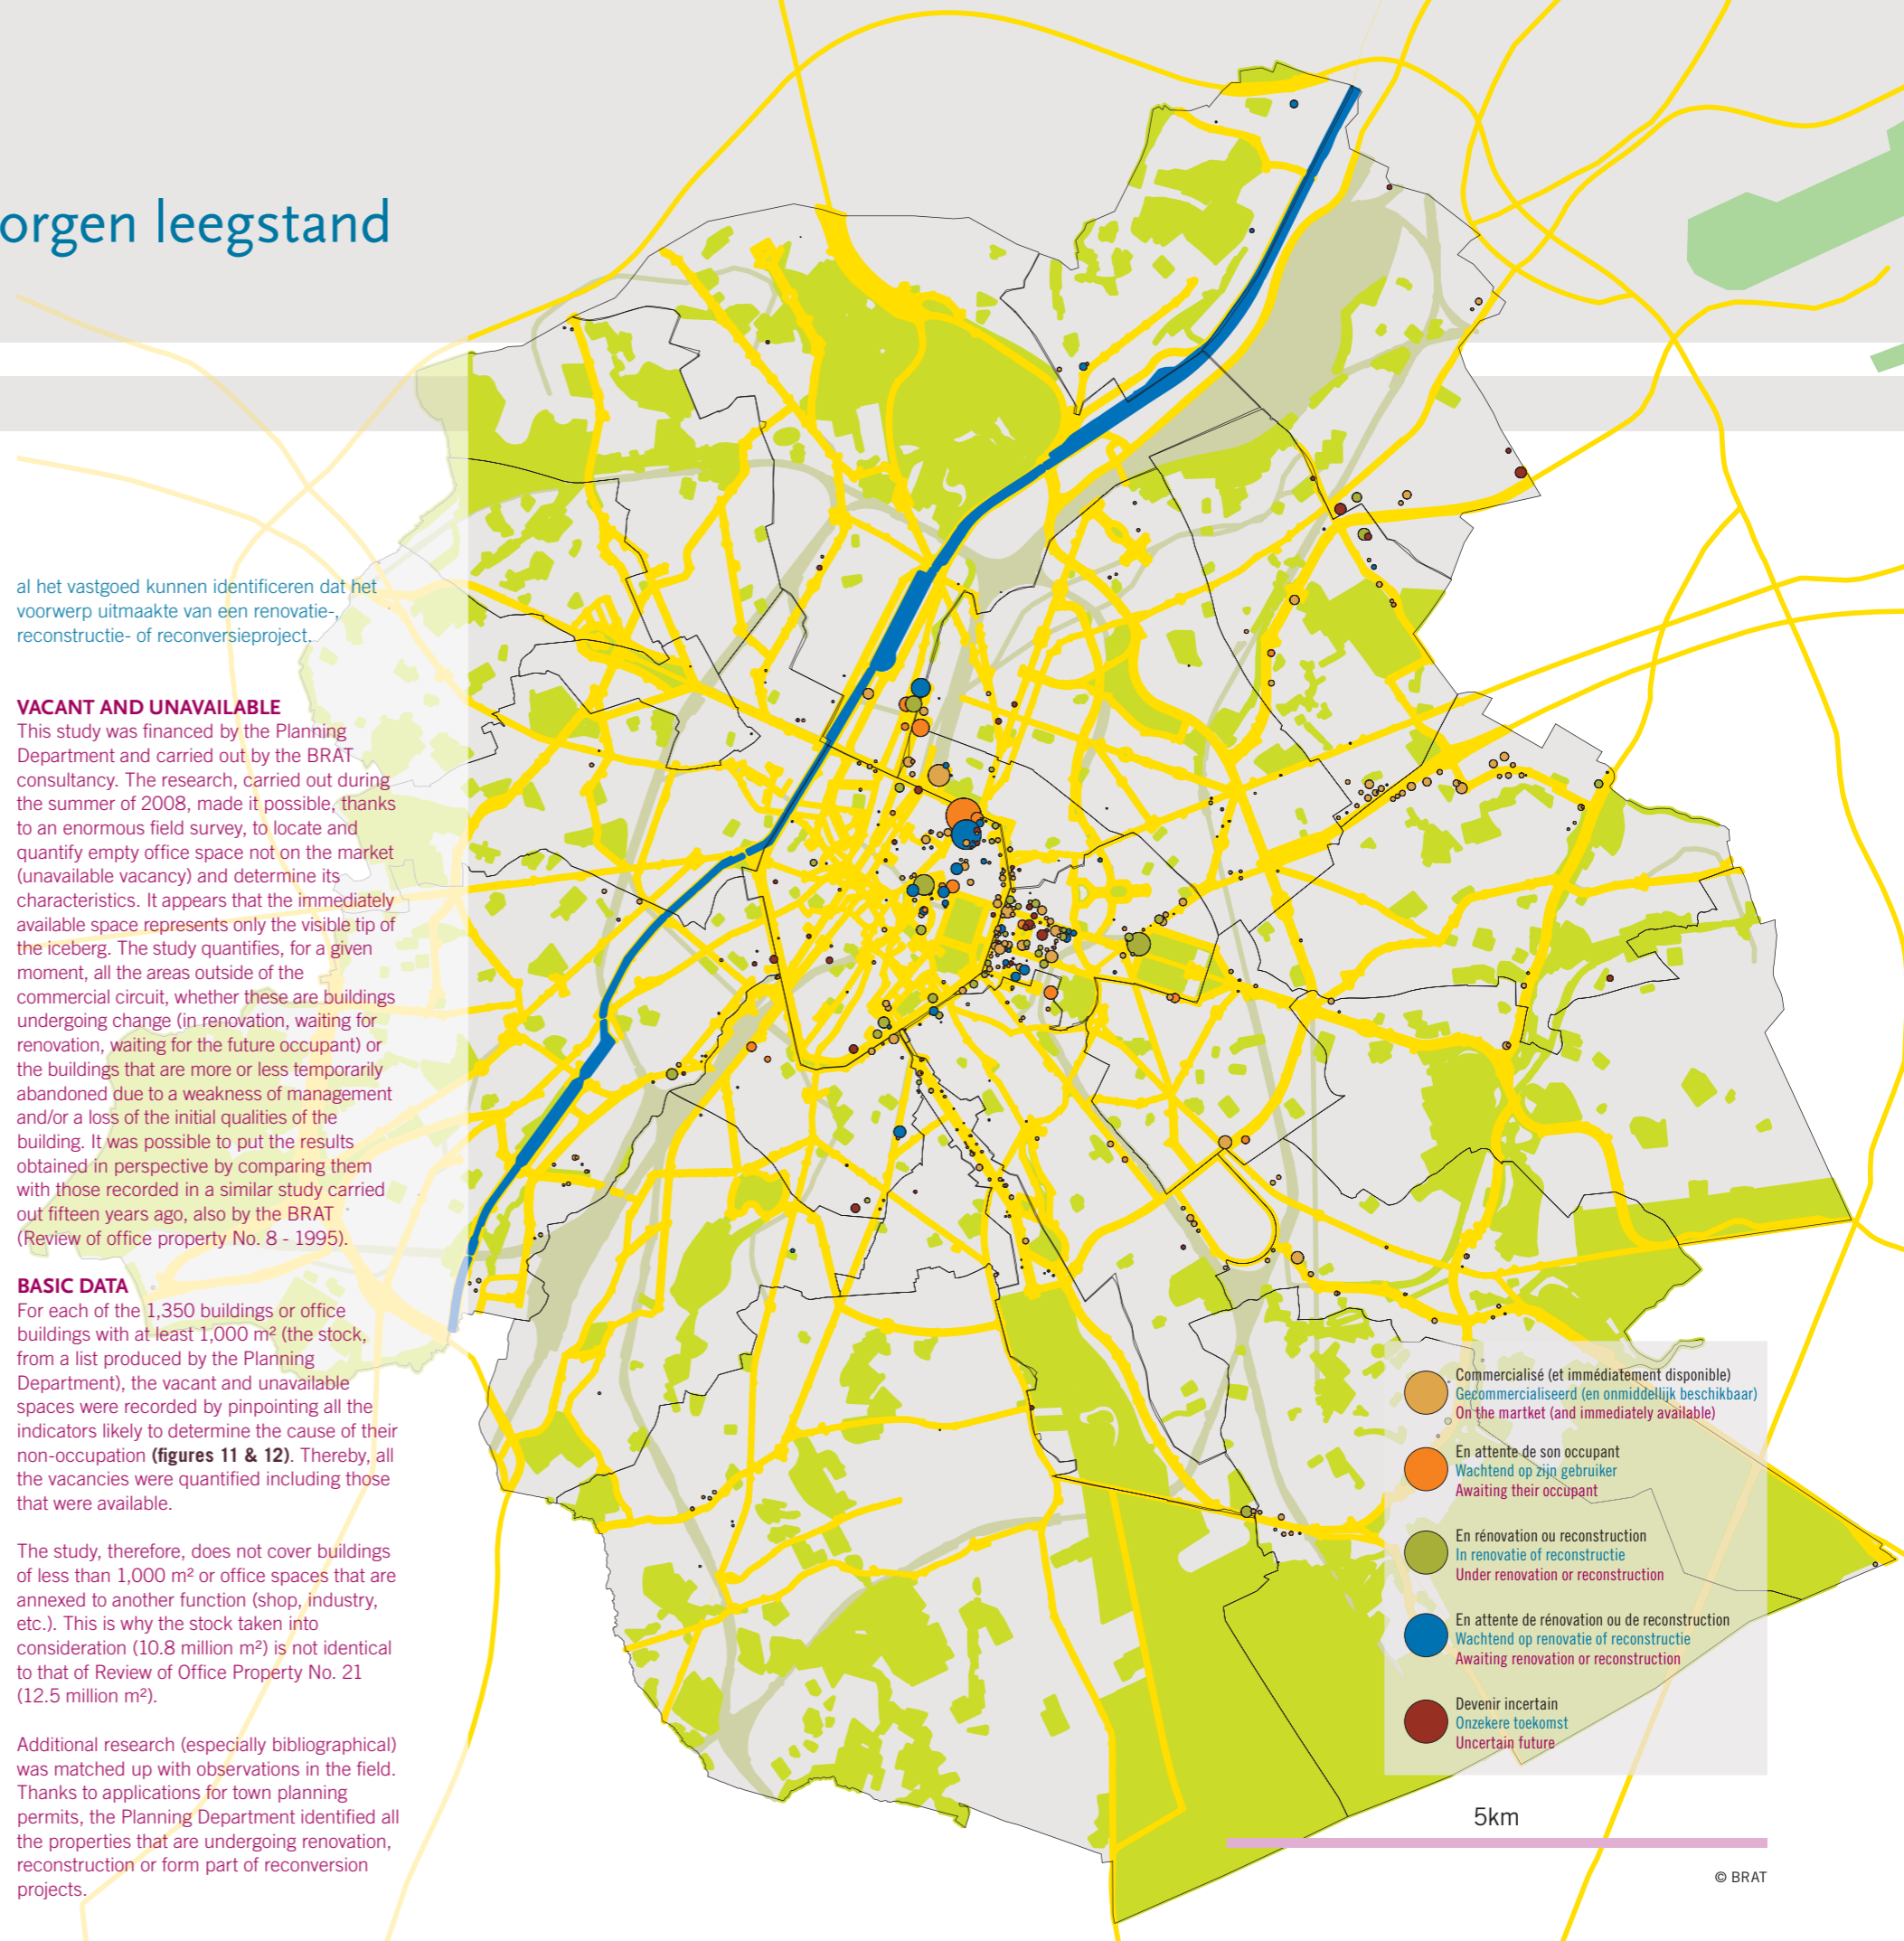 orgen leegstand
al het vastgoed kunnen identificeren dat het
voorwerp uitmaakte van een renovatie-,
reconstructie- of reconversieproject.
VACANT AND UNAVAILABLE
This study was financed by the Planning
Department and carried out by the BRAT
consultancy. The research, carried out during
the summer of 2008, made it possible, thanks
to an enormous field survey, to locate and
quantify empty office space not on the market
(unavailable vacancy) and determine its
characteristics. It appears that the immediately
available space represents only the visible tip of
the iceberg. The study quantifies, for a given
moment, all the areas outside of the
commercial circuit, whether these are buildings
undergoing change (in renovation, waiting for
renovation, waiting for the future occupant) or
the buildings that are more or less temporarily
abandoned due to a weakness of management
and/or a loss of the initial qualities of the
building. It was possible to put the results
obtained in perspective by comparing them
with those recorded in a similar study carried
out fifteen years ago, also by the BRAT
(Review of office property No. 8 - 1995).
BASIC DATA
For each of the 1,350 buildings or office
buildings with at least 1,000 m² (the stock,
from a list produced by the Planning
Department), the vacant and unavailable
spaces were recorded by pinpointing all the
indicators likely to determine the cause of their
non-occupation (figures 11 & 12). Thereby, all
the vacancies were quantified including those
that were available.
The study, therefore, does not cover buildings
of less than 1,000 m² or office spaces that are
annexed to another function (shop, industry,
etc.). This is why the stock taken into
consideration (10.8 million m²) is not identical
to that of Review of Office Property No. 21
(12.5 million m²).
Additional research (especially bibliographical)
was matched up with observations in the field.
Thanks to applications for town planning
permits, the Planning Department identified all
the properties that are undergoing renovation,
reconstruction or form part of reconversion
projects.
Commercialisé (et immédiatement disponible)
Gecommercialiseerd (en onmiddellijk beschikbaar)
On the martket (and immediately available)
En attente de son occupant
Wachtend op zijn gebruiker
Awaiting their occupant
En rénovation ou reconstruction
In renovatie of reconstructie
Under renovation or reconstruction
En attente de rénovation ou de reconstruction
Wachtend op renovatie of reconstructie
Awaiting renovation or reconstruction
Devenir incertain
Onzekere toekomst
Uncertain future
5km
© BRAT